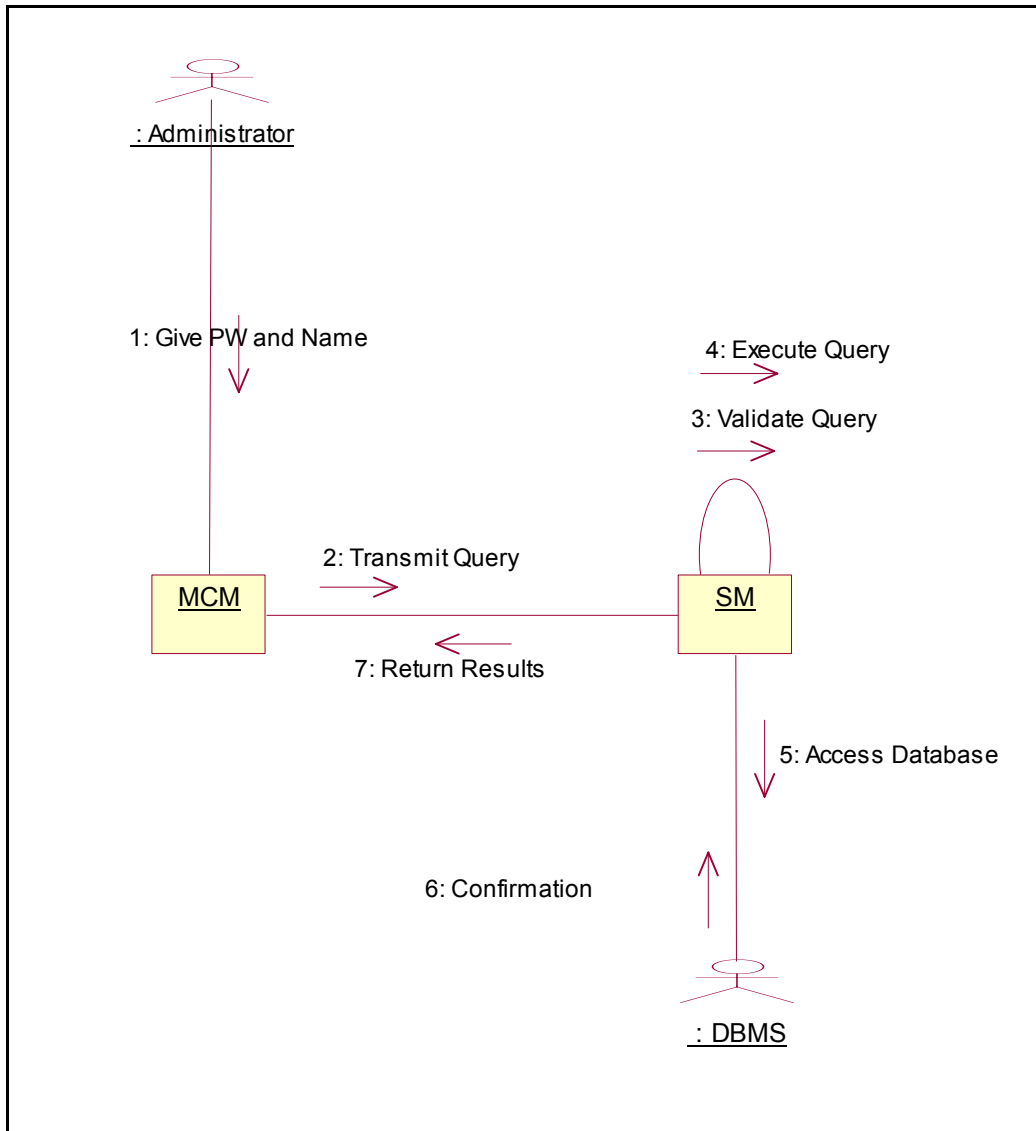 : Administrator
1: Give PW and Name
4: Execute Query
3: Validate Query
2: Transmit Query
MCM
SM
7: Return Results
5: Access Database
6: Confirmation
: DBMS